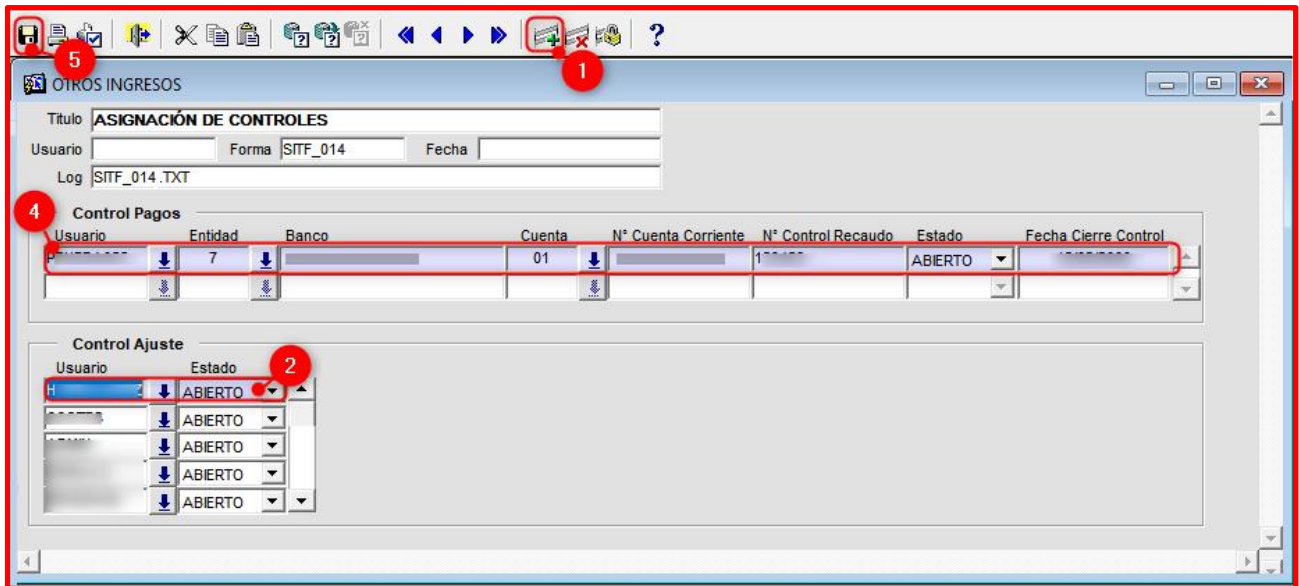 5
1
OTROS INGRESOS
Titulo ASIGNACIÓN DE CONTROLES
Usuario Forma SITF_014 Fecha
Log SITF_014.TXT
4 Control Pagos
Usuario Entidad Banco Cuenta N° Cuenta Corriente N° Control Recaudo Estado Fecha Cierre Control
7 01 ABIERTO
Control Ajuste
Usuario Estado 2
ABIERTO
ABIERTO
ABIERTO
ABIERTO
ABIERTO